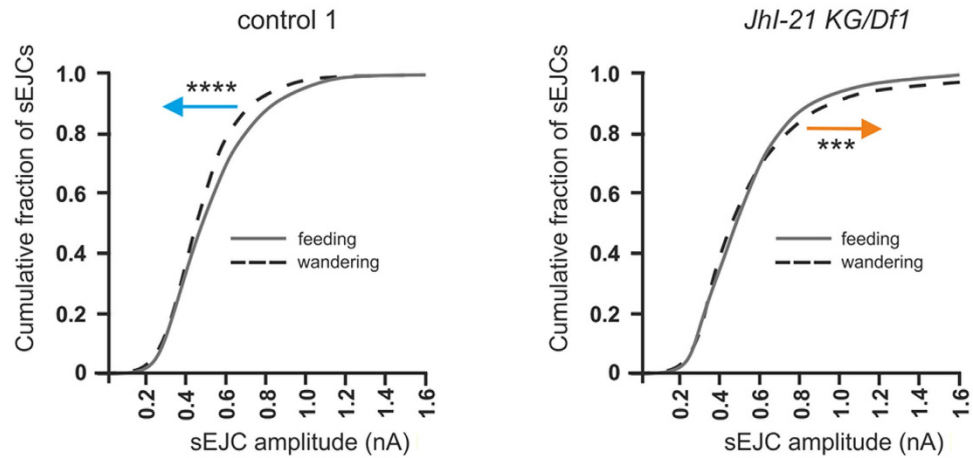 control 1
Cumulative fraction of sEJCs
1.0
0.8
0.6
0.4
0.2
0
****
feeding
wandering
0.2 0.4 0.6 0.8 1.0 1.2 1.4 1.6
sEJC amplitude (nA)
JhI-21 KG/Df1
Cumulative fraction of sEJCs
1.0
0.8
0.6
0.4
0.2
0
***
feeding
wandering
0.2 0.4 0.6 0.8 1.0 1.2 1.4 1.6
sEJC amplitude (nA)